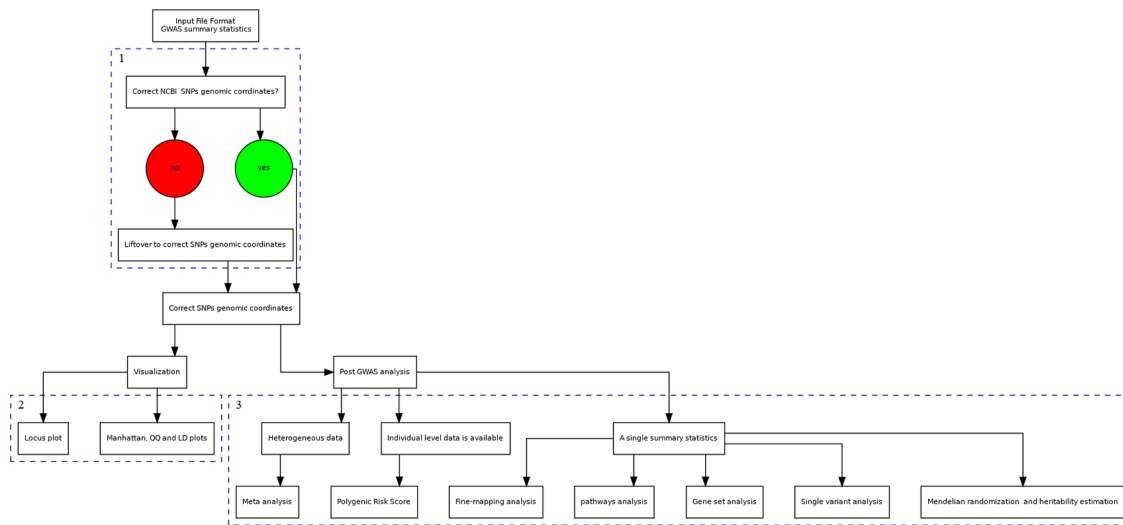 Input File Format
GWAS summary statistics
1
Correct NCBI  SNPs genomic corrdinates?
no
yes
Liftover to correct SNPs genomic coordinates
Correct SNPs genomic coordinates
Visualization
Post GWAS analysis
2
3
Locus plot
Manhattan, QQ and LD plots
Heterogeneous data
Individual level data is available
A single summary statistics
Meta analysis
Polygenic Risk Score
Fine-mapping analysis
pathways analysis
Gene set analysis
Single variant analysis
Mendelian randomization  and heritability estimation